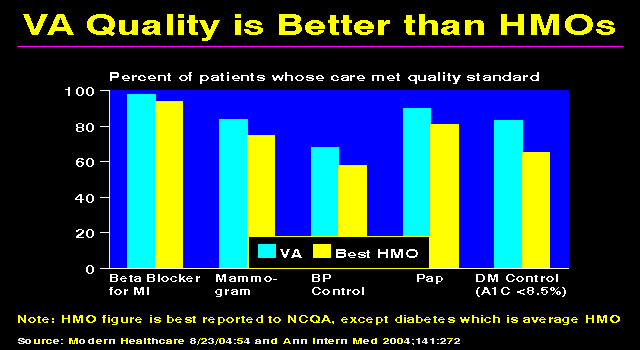 VA Quality is Better than HMOs
Percent of patients whose care met quality standard
100
80
60
40
20
0
VA
Best HMO
Beta Blocker
for MI
Mammo-
gram
BP
Control
Pap
DM Control
(A1C <8.5%)
Note: HMO figure is best reported to NCQA, except diabetes which is average HMO
Source: Modern Healthcare 8/23/04:54 and Ann Intern Med 2004;141:272